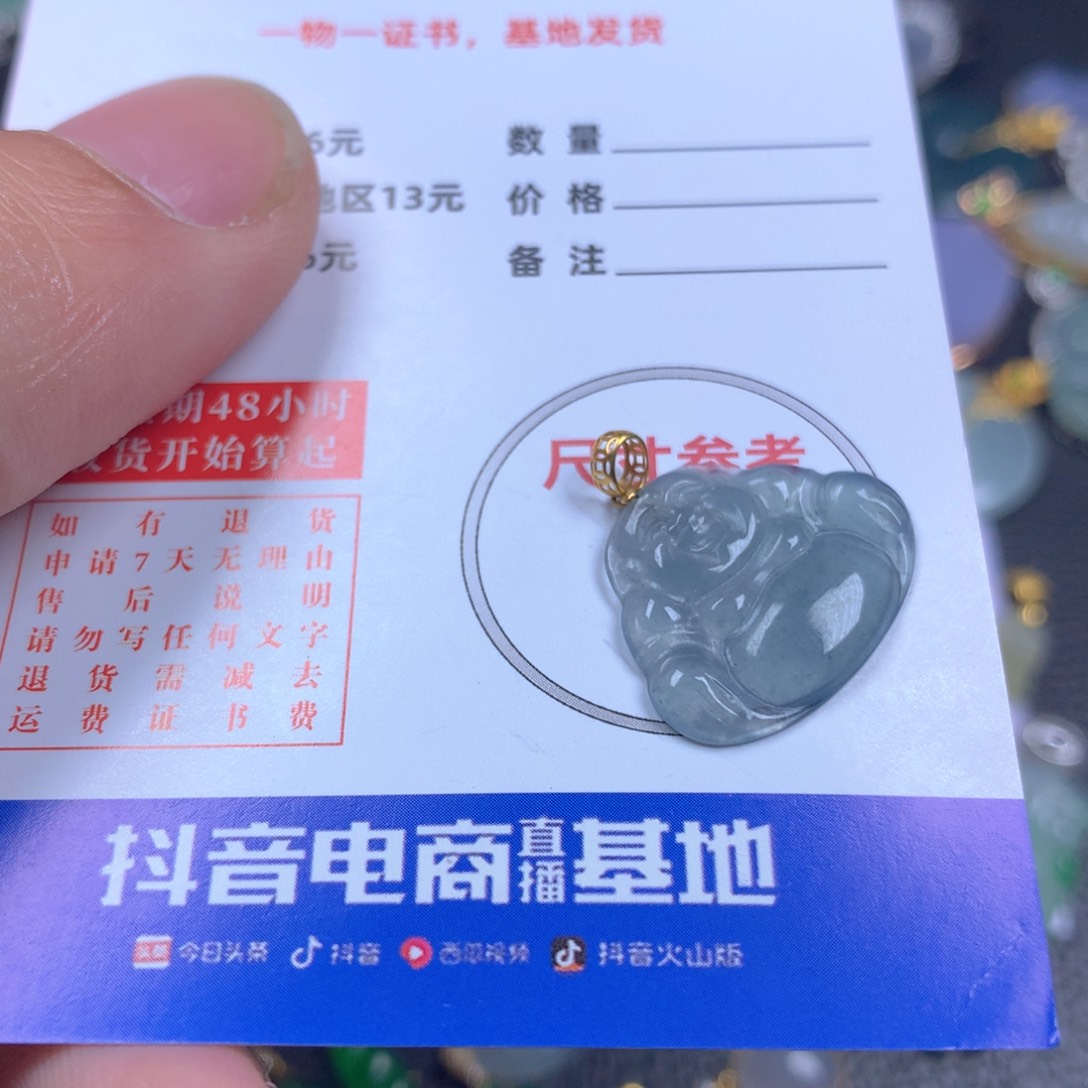 一物一证书，基地发货
6元 数量
地区13元 价格
元 备注
期48小时
货开始算起
尺寸参考
如有退货
申请7天无理由
售后说明
请勿写任何文字
退货需减去
运费证书费
抖音电商直播基地
今日头条 抖音 西瓜视频 抖音火山版